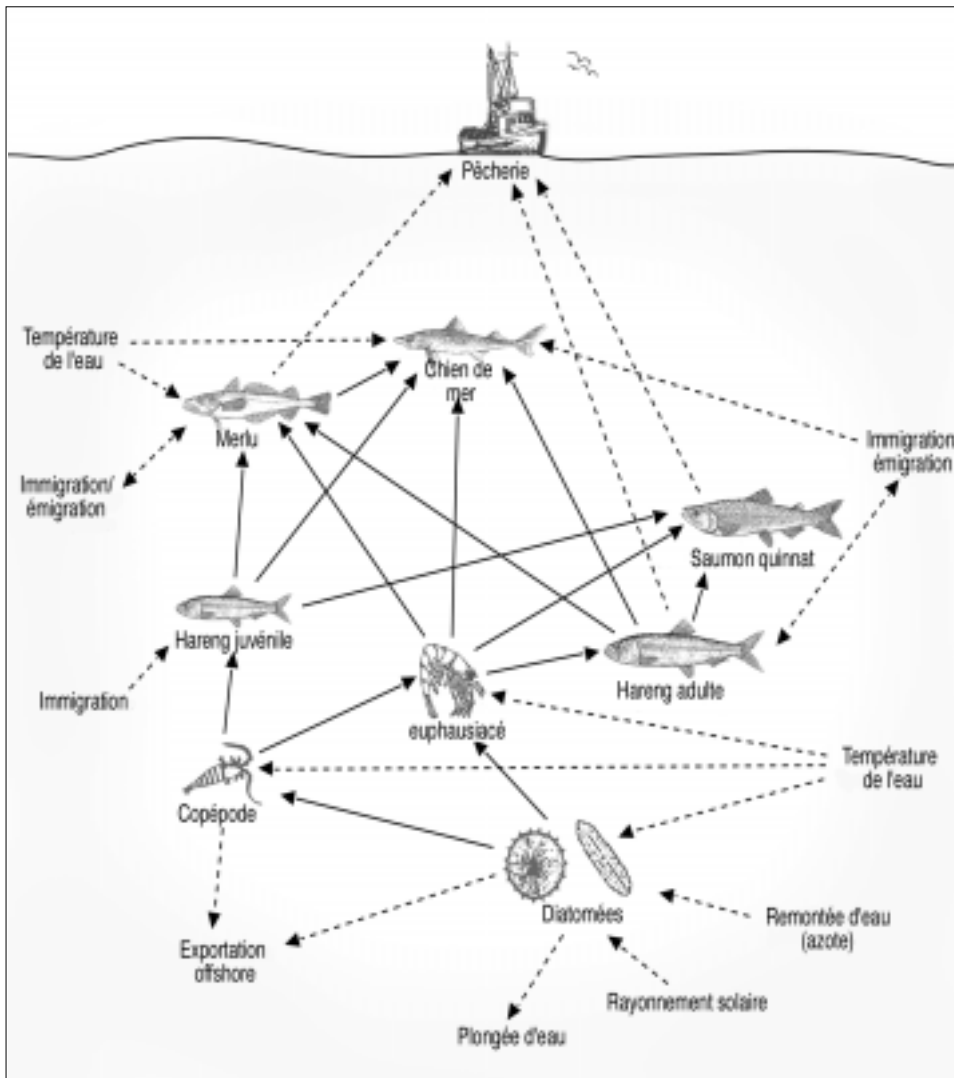 Pêcherie
Température
de l'eau
Chien de
mer
Merlu
Immigration/
émigration
Immigration/
émigration
Saumon quinnat
Hareng juvénile
Immigration
Hareng adulte
euphausiacé
Température
de l'eau
Copépode
Diatomées
Remontée d'eau
(azote)
Exportation
offshore
Rayonnement solaire
Plongée d'eau